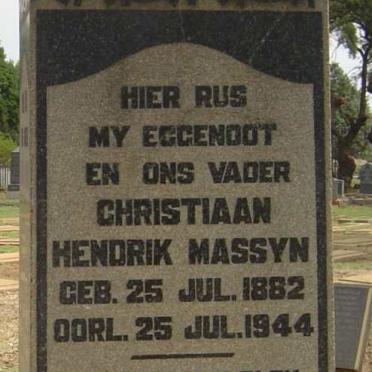 HIER RUS
MY EGGENOOT
EN ONS VADER
CHRISTIAAN
HENDRIK MASSYN
GEB. 25 JUL. 1882
OORL. 25 JUL. 1944